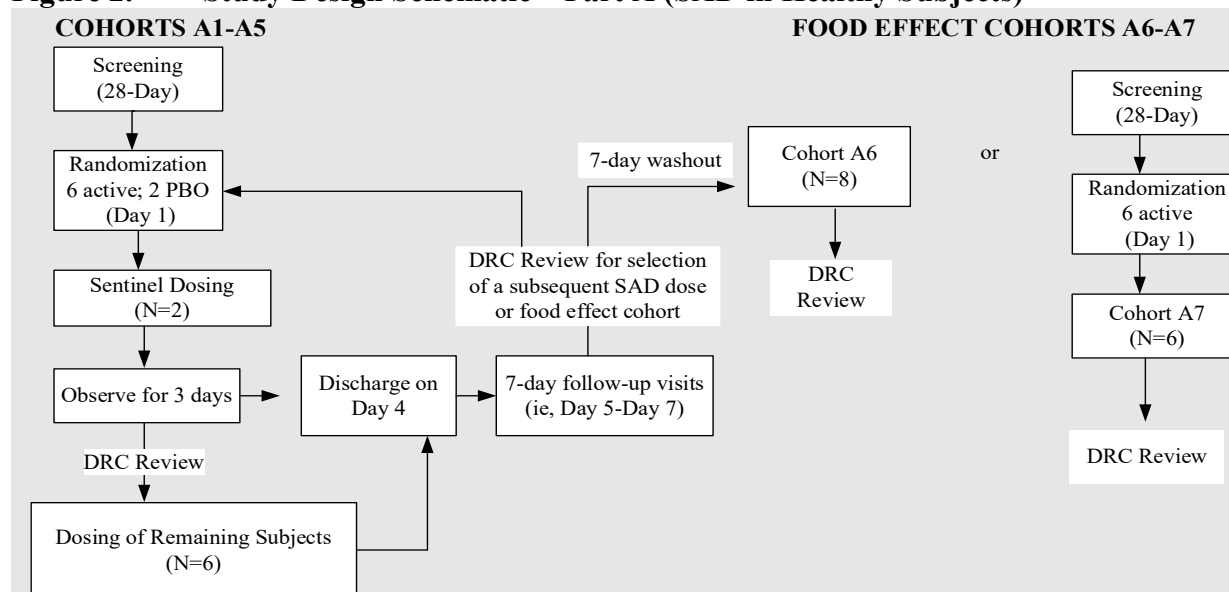 Figure 2. Study Design Schematic – Part A (SAD in Healthy Subjects)
COHORTS A1-A5
Screening
(28-Day)
Randomization
6 active; 2 PBO
(Day 1)
Sentinel Dosing
(N=2)
Observe for 3 days
DRC Review
Dosing of Remaining Subjects
(N=6)
Discharge on
Day 4
7-day follow-up visits
(ie, Day 5-Day 7)
DRC Review for selection
of a subsequent SAD dose
or food effect cohort
7-day washout
FOOD EFFECT COHORTS A6-A7
Cohort A6
(N=8)
DRC
Review
or
Screening
(28-Day)
Randomization
6 active
(Day 1)
Cohort A7
(N=6)
DRC Review